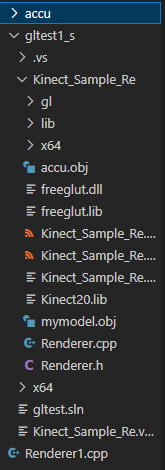 accu
gltest1_s
.vs
Kinect_Sample_Re
gl
lib
x64
accu.obj
freeglut.dll
freeglut.lib
Kinect_Sample_Re....
Kinect_Sample_Re....
Kinect_Sample_Re....
Kinect20.lib
mymodel.obj
Renderer.cpp
Renderer.h
x64
gltest.sln
Kinect_Sample_Re.v...
Renderer1.cpp